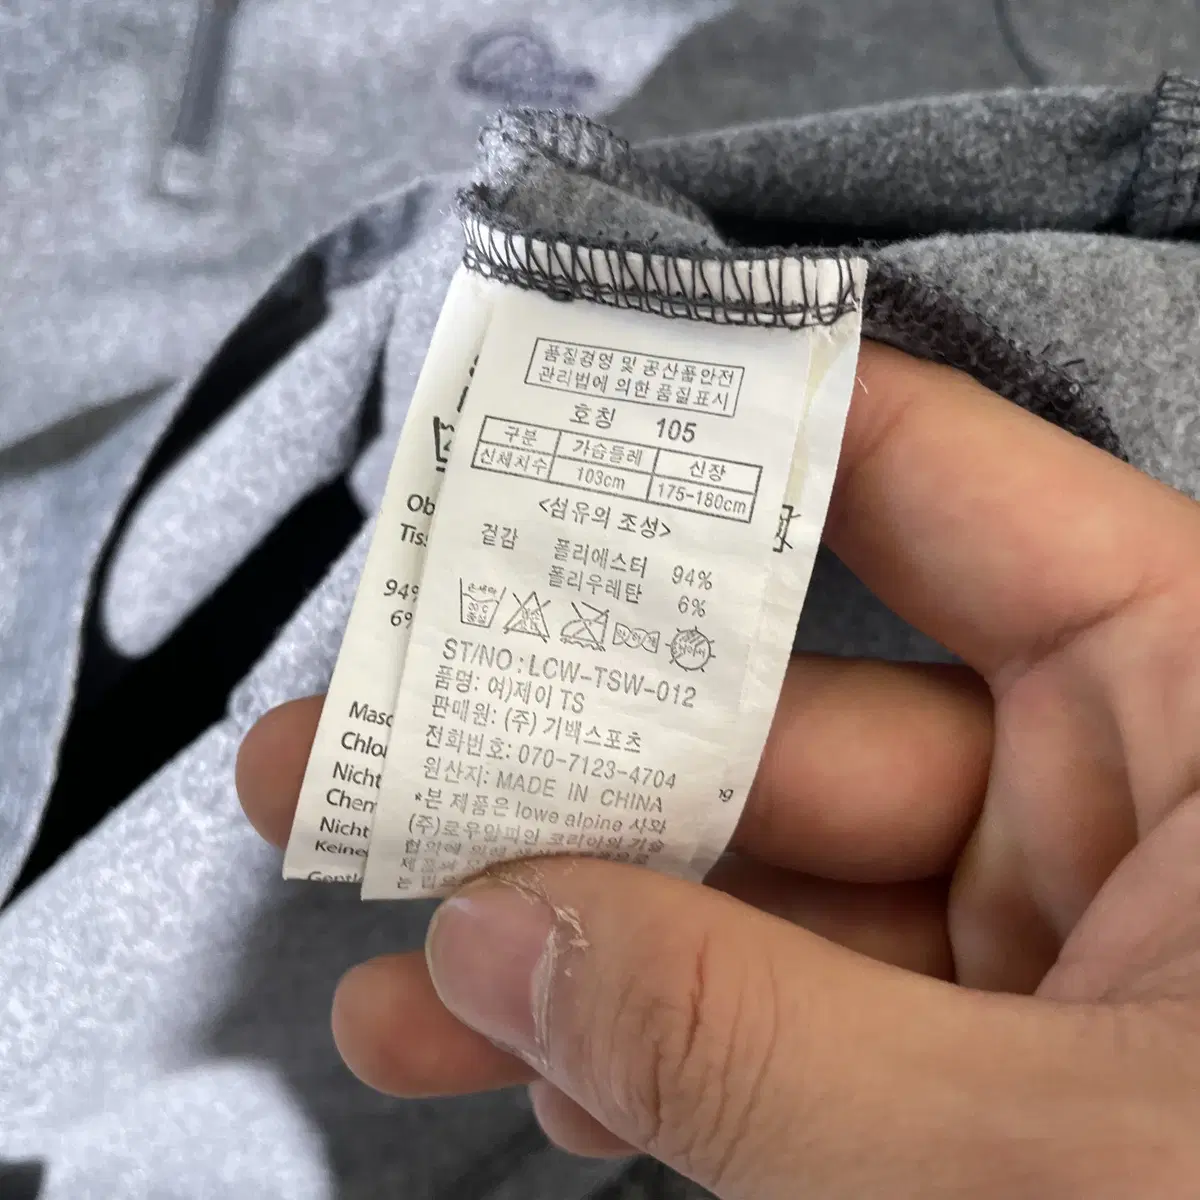 품질경영 및 공산품안전
관리법에 의한 품질표시
호칭 105
구분 가슴둘레 신장
신체치수 103cm 175-180cm
<섬유의 조성>
겉감 폴리에스터 94%
폴리우레탄 6%
ST/NO : LCW-TSW-012
품명: 여)제이 TS
판매원: (주) 기백스포츠
전화번호: 070-7123-4704
원산지: MADE IN CHINA
*본 제품은 lowe alpine 사와
(주)로우알파인 코리아의 기술
Ob
Tis
94%
6%
Masc
Chlo
Nicht
Chem
Nicht
Keine
Gentle